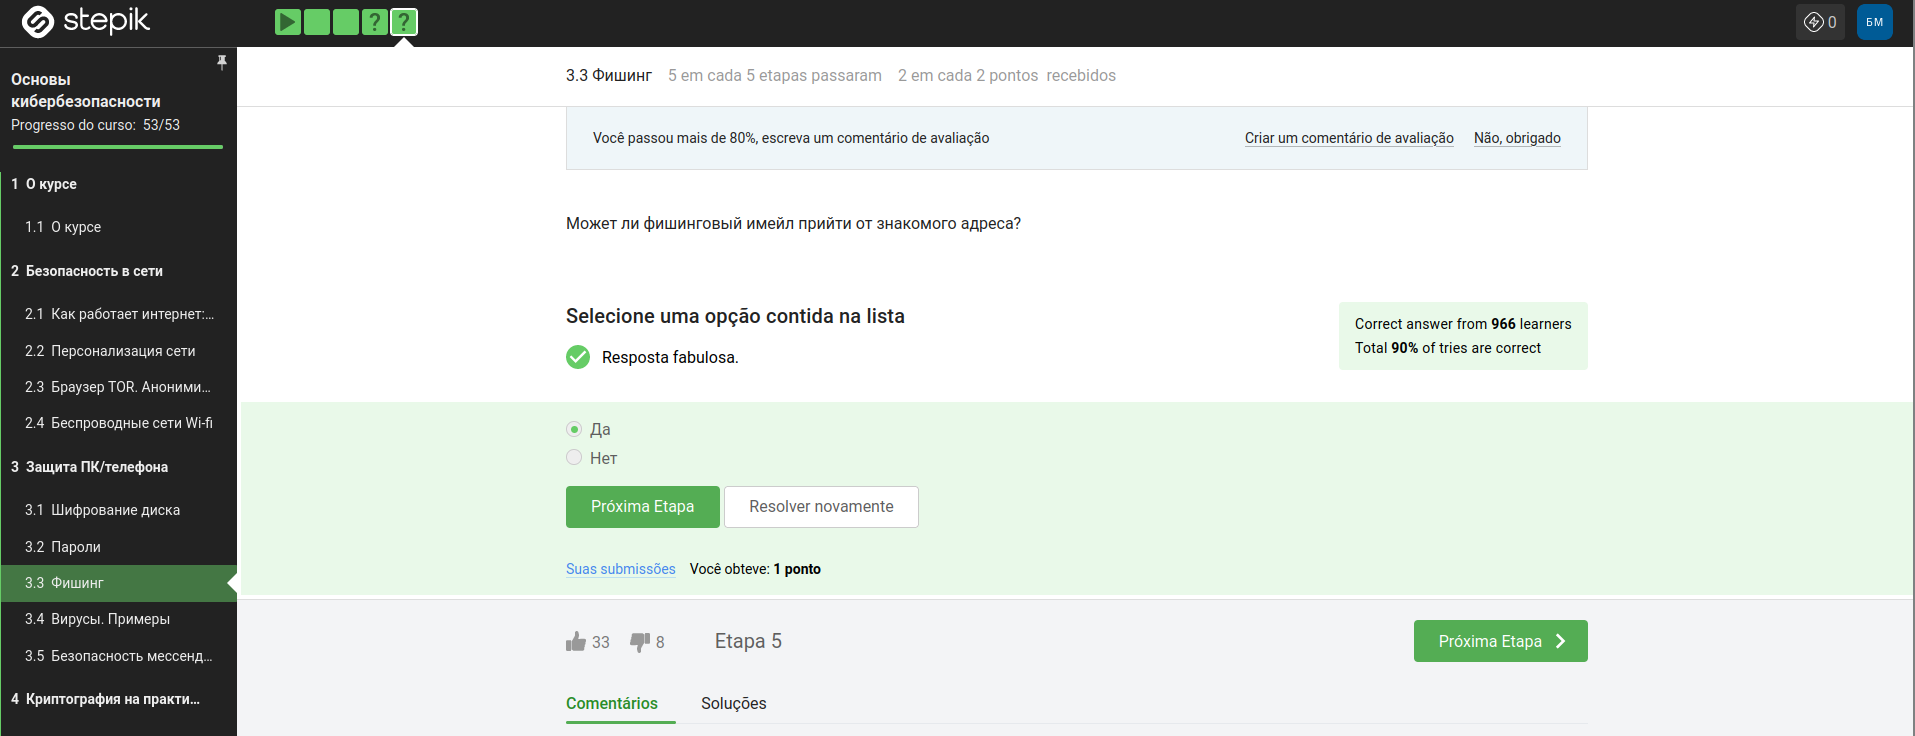 stepik
?
?
0
БМ
Основы
кибербезопасности
Progresso do curso: 53/53
1 О курсе
1.1 О курсе
2 Безопасность в сети
2.1 Как работает интернет:...
2.2 Персонализация сети
2.3 Браузер TOR. Аноними...
2.4 Беспроводные сети Wi-fi
3 Защита ПК/телефона
3.1 Шифрование диска
3.2 Пароли
3.3 Фишинг
3.4 Вирусы. Примеры
3.5 Безопасность мессенд...
4 Криптография на практи...
3.3 Фишинг 5 em cada 5 etapas passaram 2 em cada 2 pontos recebidos
Você passou mais de 80%, escreva um comentário de avaliação
Criar um comentário de avaliação
Não, obrigado
Может ли фишинговый имейл прийти от знакомого адреса?
Selecione uma opção contida na lista
Resposta fabulosa.
Correct answer from 966 learners
Total 90% of tries are correct
Да
Нет
Próxima Etapa
Resolver novamente
Suas submissões Você obteve: 1 ponto
33 8 Etapa 5
Próxima Etapa
Comentários Soluções